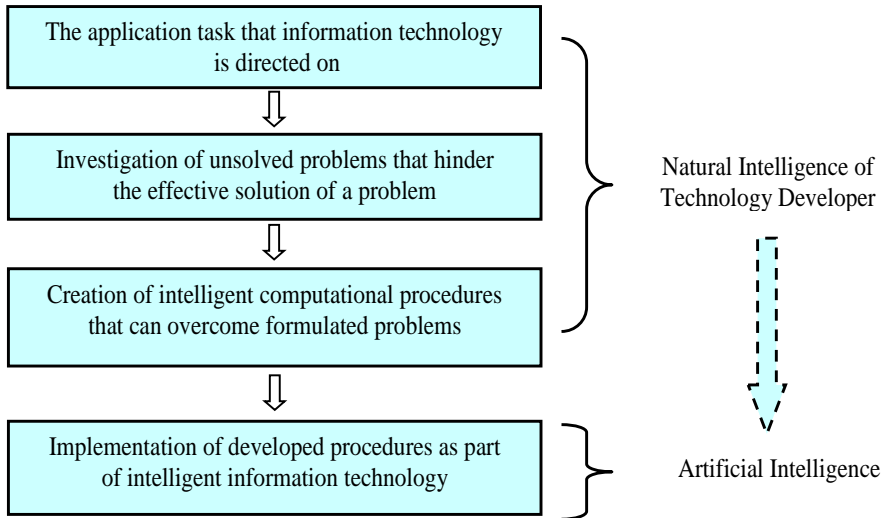 The application task that information technology
is directed on
Investigation of unsolved problems that hinder
the effective solution of a problem
Creation of intelligent computational procedures
that can overcome formulated problems
Implementation of developed procedures as part
of intelligent information technology
Natural Intelligence of
Technology Developer
Artificial Intelligence